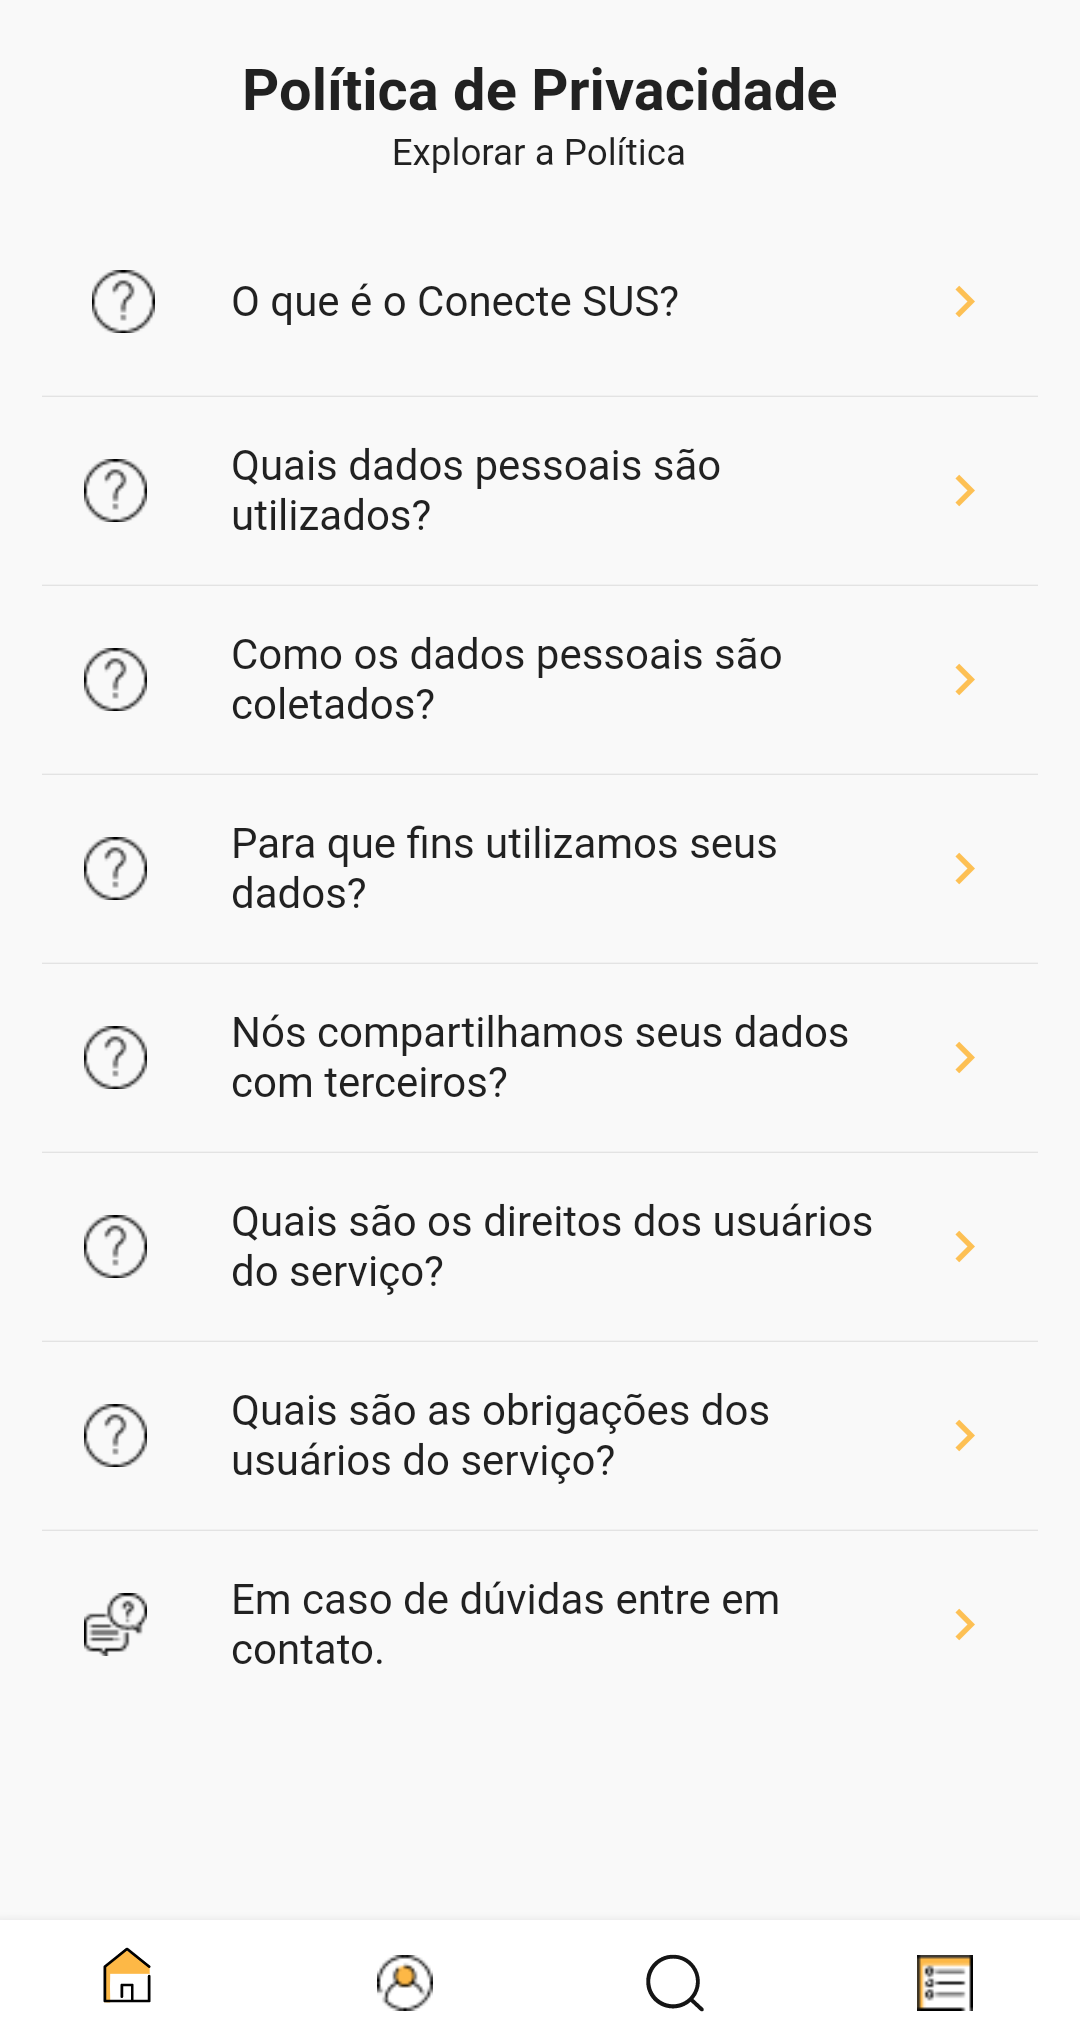 Política de Privacidade
Explorar a Política
O que é o Conecte SUS?
Quais dados pessoais são
utilizados?
Como os dados pessoais são
coletados?
Para que fins utilizamos seus
dados?
Nós compartilhamos seus dados
com terceiros?
Quais são os direitos dos usuários
do serviço?
Quais são as obrigações dos
usuários do serviço?
Em caso de dúvidas entre em
contato.